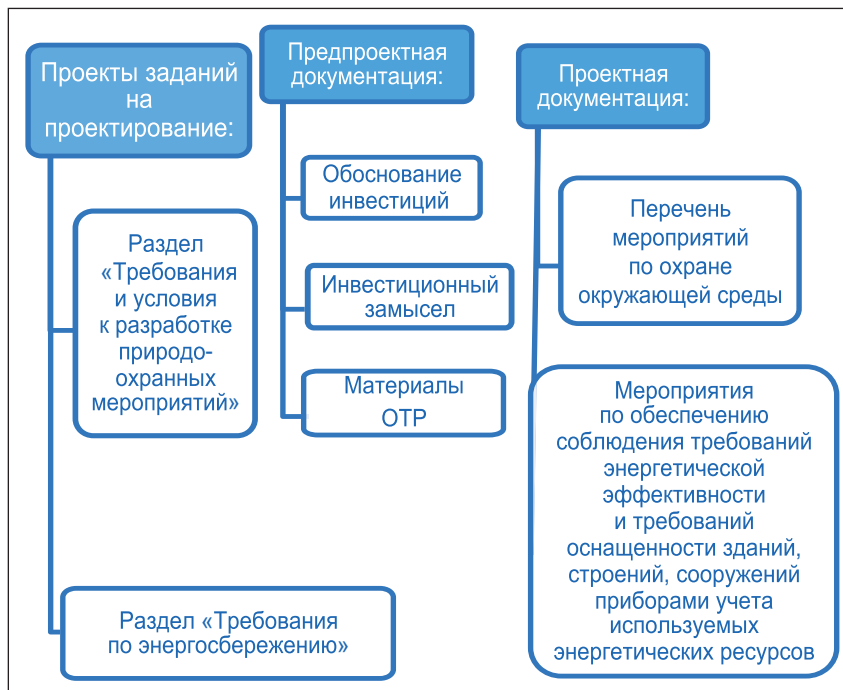 Проекты заданий
на
проектирование:
Раздел
«Требования
и условия
к разработке
природо-
охранных
мероприятий»
Раздел «Требования
по энергосбережению»
Предпроектная
документация:
Обоснование
инвестиций
Инвестиционный
замысел
Материалы
ОТР
Проектная
документация:
Перечень
мероприятий
по охране
окружающей среды
Мероприятия
по обеспечению
соблюдения требований
энергетической
эффективности
и требований
оснащенности зданий,
строений, сооружений
приборами учета
используемых
энергетических ресурсов